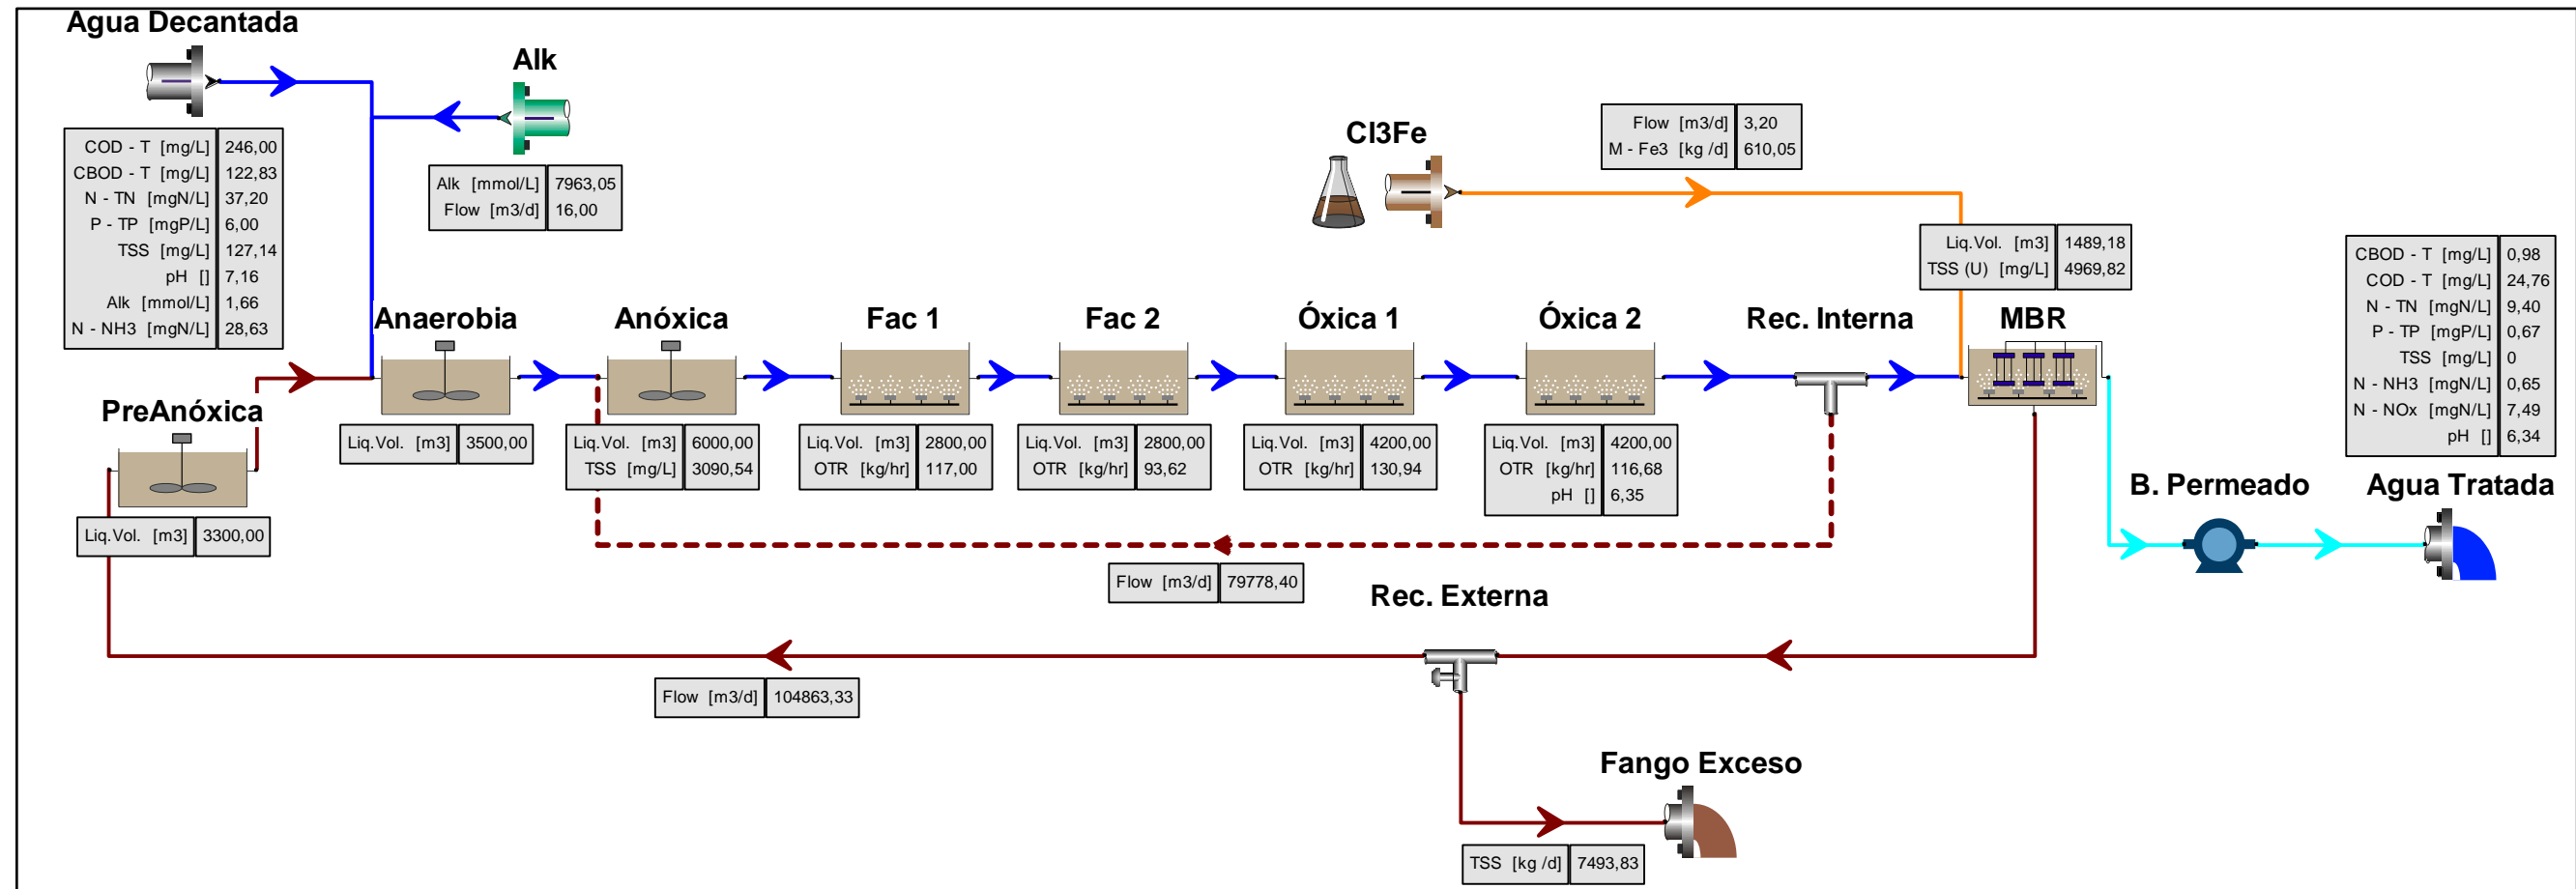 Agua Decantada
Alk
COD - T [mg/L] 246,00
CBOD - T [mg/L] 122,83
N - TN [mgN/L] 37,20
P - TP [mgP/L] 6,00
TSS [mg/L] 127,14
pH [] 7,16
Alk [mmol/L] 1,66
N - NH3 [mgN/L] 28,63
Alk [mmol/L] 7963,05
Flow [m3/d] 16,00
Cl3Fe
Flow [m3/d] 3,20
M - Fe3 [kg /d] 610,05
Liq.Vol. [m3] 1489,18
TSS (U) [mg/L] 4969,82
CBOD - T [mg/L] 0,98
COD - T [mg/L] 24,76
N - TN [mgN/L] 9,40
P - TP [mgP/L] 0,67
TSS [mg/L] 0
N - NH3 [mgN/L] 0,65
N - NOx [mgN/L] 7,49
pH [] 6,34
Anaerobia
Anóxica
Fac 1
Fac 2
Óxica 1
Óxica 2
Rec. Interna
MBR
PreAnóxica
Liq.Vol. [m3] 3500,00
Liq.Vol. [m3] 6000,00
TSS [mg/L] 3090,54
Liq.Vol. [m3] 2800,00
OTR [kg/hr] 117,00
Liq.Vol. [m3] 2800,00
OTR [kg/hr] 93,62
Liq.Vol. [m3] 4200,00
OTR [kg/hr] 130,94
Liq.Vol. [m3] 4200,00
OTR [kg/hr] 116,68
pH [] 6,35
B. Permeado
Agua Tratada
Liq.Vol. [m3] 3300,00
Flow [m3/d] 79778,40
Rec. Externa
Flow [m3/d] 104863,33
Fango Exceso
TSS [kg /d] 7493,83